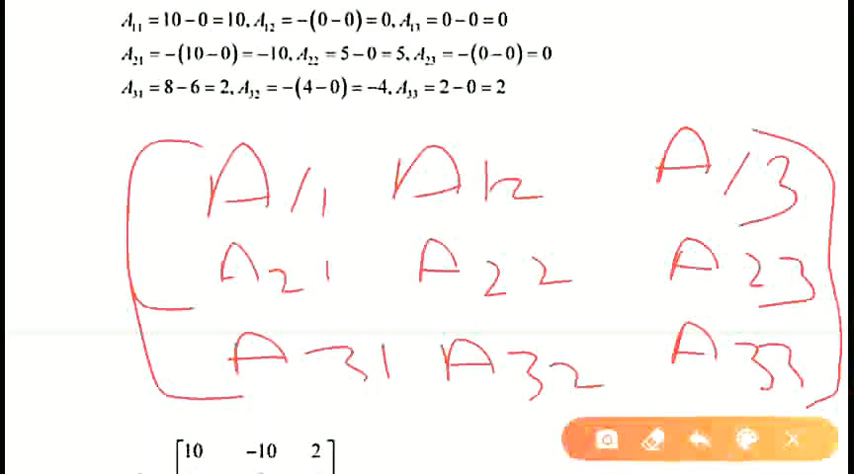 A₁₁ = 10 − 0 = 10, A₁₂ = −(0 − 0) = 0, A₁₃ = 0 − 0 = 0
A₂₁ = −(10 − 0) = −10, A₂₂ = 5 − 0 = 5, A₂₃ = −(0 − 0) = 0
A₃₁ = 8 − 6 = 2, A₃₂ = −(4 − 0) = −4, A₃₃ = 2 − 0 = 2
A11 A12 A13
A21 A22 A23
A31 A32 A33
[10 −10 2]